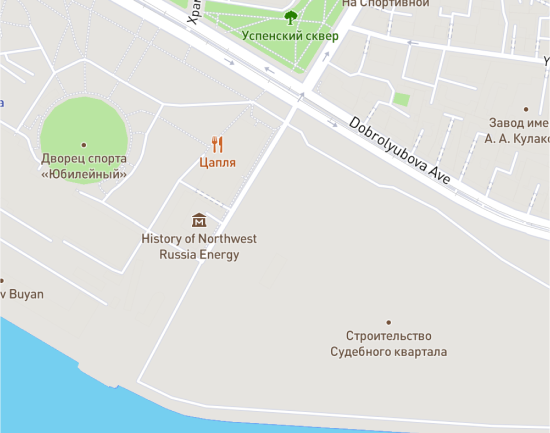 На Спортивной
Хра
Успенский сквер
Y
a
Завод име
А. А. Кулако
Dobrolyubova Ave
Дворец спорта
«Юбилейный»
Цапля
History of Northwest
Russia Energy
v Buyan
Строительство
Судебного квартала